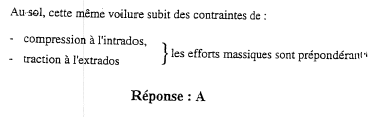 Au sol, cette même voilure subit des contraintes de :
- compression à l'intrados,
- traction à l'extrados
} les efforts massiques sont prépondérants
Réponse : A